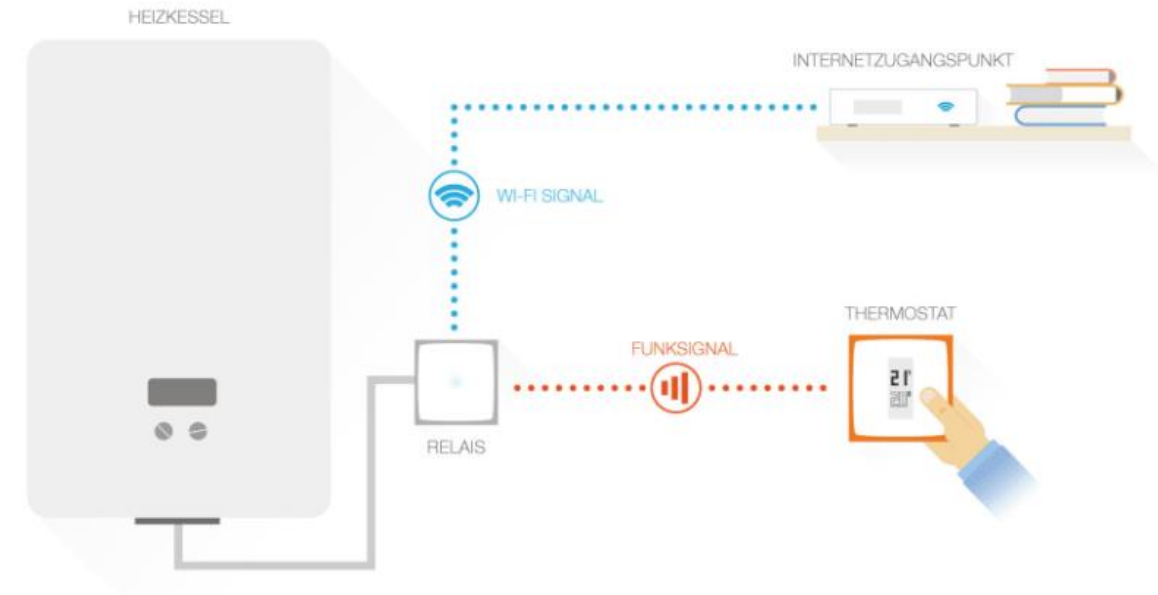 HEIZKESSEL
INTERNETZUGANGSPUNKT
WI-FI SIGNAL
THERMOSTAT
FUNKSIGNAL
21°
RELAIS